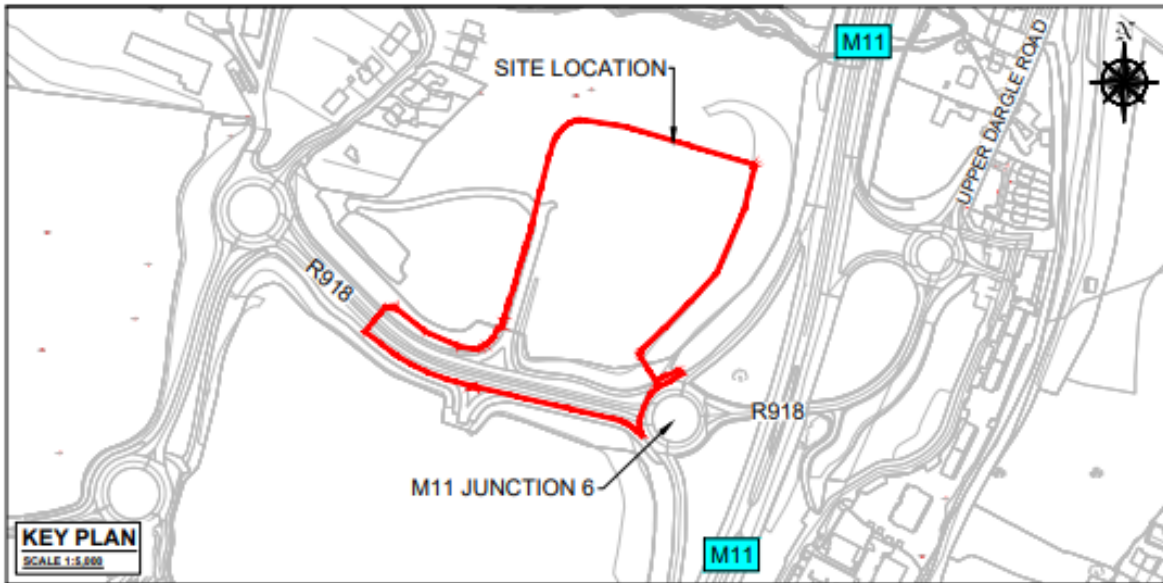 M11
N
SITE LOCATION
UPPER DARGLE ROAD
R918
R918
M11 JUNCTION 6
KEY PLAN
SCALE 1:5,000
M11